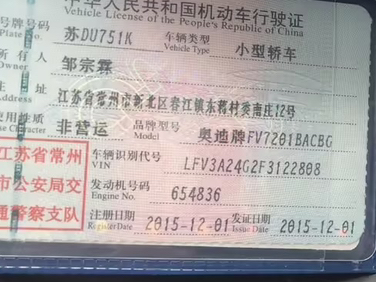 中华人民共和国机动车行驶证
Vehicle License of the People's Republic of China
号牌号码 苏DU751K 车辆类型 小型轿车
Plate No. Vehicle Type
所有人 邹宗霖
Owner
住址 江苏省常州市新北区春江镇东蒋村委南庄12号
使用性质 非营运 品牌型号 奥迪牌FV7201BACBG
Use Character Model
江苏省常州 车辆识别代号 LFV3A24G2F3122808
VIN
市公安局交 发动机号码 654836
Engine No.
通警察支队 注册日期 2015-12-01 发证日期 2015-12-01
Register Date Issue Date